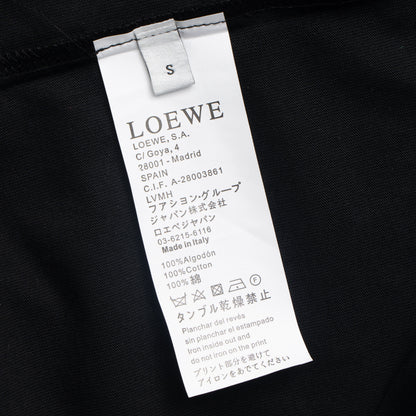 S
LOEWE
LOEWE, S.A.
C/ Goya, 4
28001 - Madrid
SPAIN
C.I.F. A-28003861
LVMH
ファション・グループ
ジャパン株式会社
ロエベジャパン
03-6215-6116
Made in Italy
100%Algodón
100%Cotton
100% 綿
タンブル乾燥禁止
Planchar del revés
sin planchar el estampado
Iron inside out and
do not iron on the print
プリント部分を避けて
アイロンをあでてください